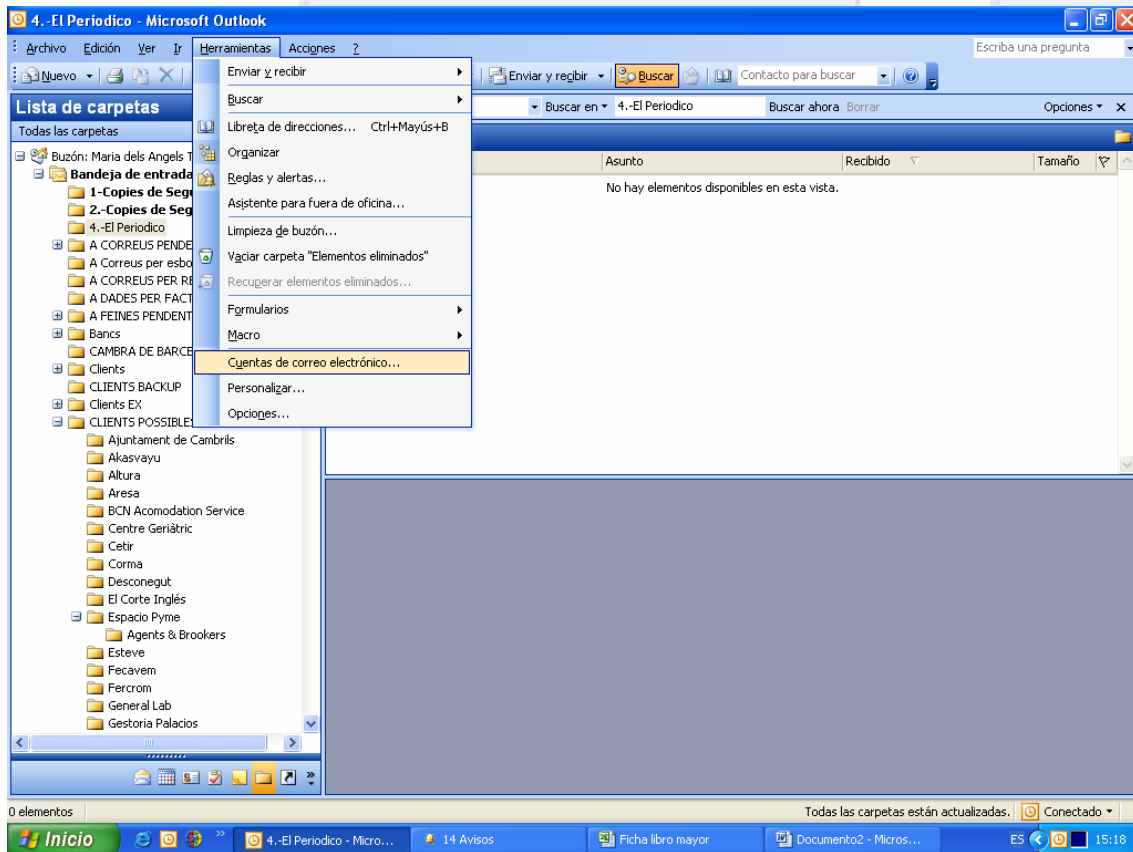 4.-El Periodico - Microsoft Outlook
Archivo Edición Ver Ir Herramientas Acciones ? Escriba una pregunta
Nuevo Enviar y recibir Buscar Contacto para buscar
Lista de carpetas Buscar en 4.-El Periodico Buscar ahora Borrar Opciones
Todas las carpetas
Asunto Recibido Tamaño
No hay elementos disponibles en esta vista.
Enviar y recibir
Buscar
Libreta de direcciones... Ctrl+Mayús+B
Organizar
Reglas y alertas...
Asistente para fuera de oficina...
Limpieza de buzón...
Vaciar carpeta "Elementos eliminados"
Recuperar elementos eliminados...
Formularios
Macro
Cuentas de correo electrónico...
Personalizar...
Opciones...
Buzón: Maria dels Angels T
Bandeja de entrada
1-Copies de Segu
2.-Copies de Seg
4.-El Periodico
A CORREUS PENDE
A Correus per esbo
A CORREUS PER RE
A DADES PER FACT
A FEINES PENDENT
Bancs
CAMBRA DE BARCE
Clients
CLIENTS BACKUP
Clients EX
CLIENTS POSSIBLES
Ajuntament de Cambrils
Akasvayu
Altura
Aresa
BCN Acomodation Service
Centre Geriàtric
Cetir
Corma
Desconegut
El Corte Inglés
Espacio Pyme
Agents & Brookers
Esteve
Fecavem
Fercrom
General Lab
Gestoria Palacios
0 elementos Todas las carpetas están actualizadas. Conectado
Inicio 4.-El Periodico - Micro... 14 Avisos Ficha libro mayor Documento2 - Micros... ES 15:18